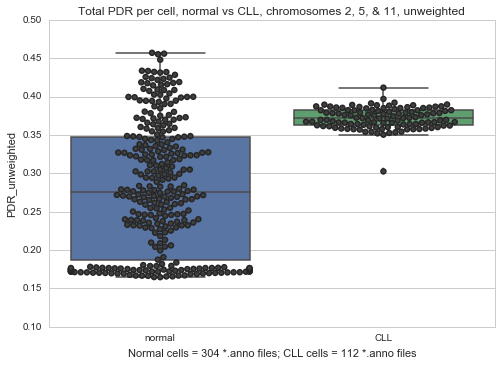 Total PDR per cell, normal vs CLL, chromosomes 2, 5, & 11, unweighted
PDR_unweighted
0.50
0.45
0.40
0.35
0.30
0.25
0.20
0.15
0.10
normal
CLL
Normal cells = 304 *.anno files; CLL cells = 112 *.anno files